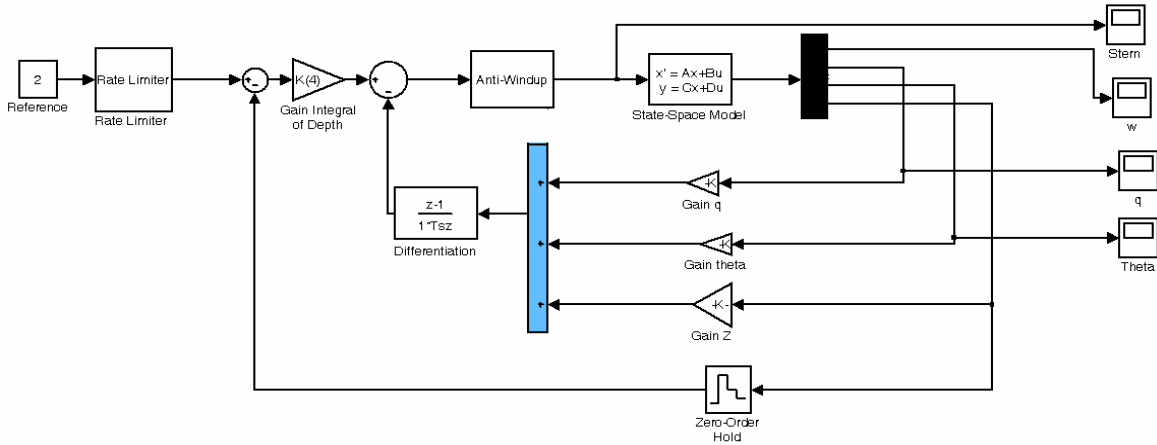 2
Reference
Rate Limiter
Rate Limiter
K(4)
Gain Integral
of Depth
Anti-Windup
x' = Ax+Bu
y = Cx+Du
State-Space Model
Stern
w
q
Theta
-K
Gain q
-K
Gain theta
-K-
Gain Z
z-1
1*Tsz
Differentiation
Zero-Order
Hold